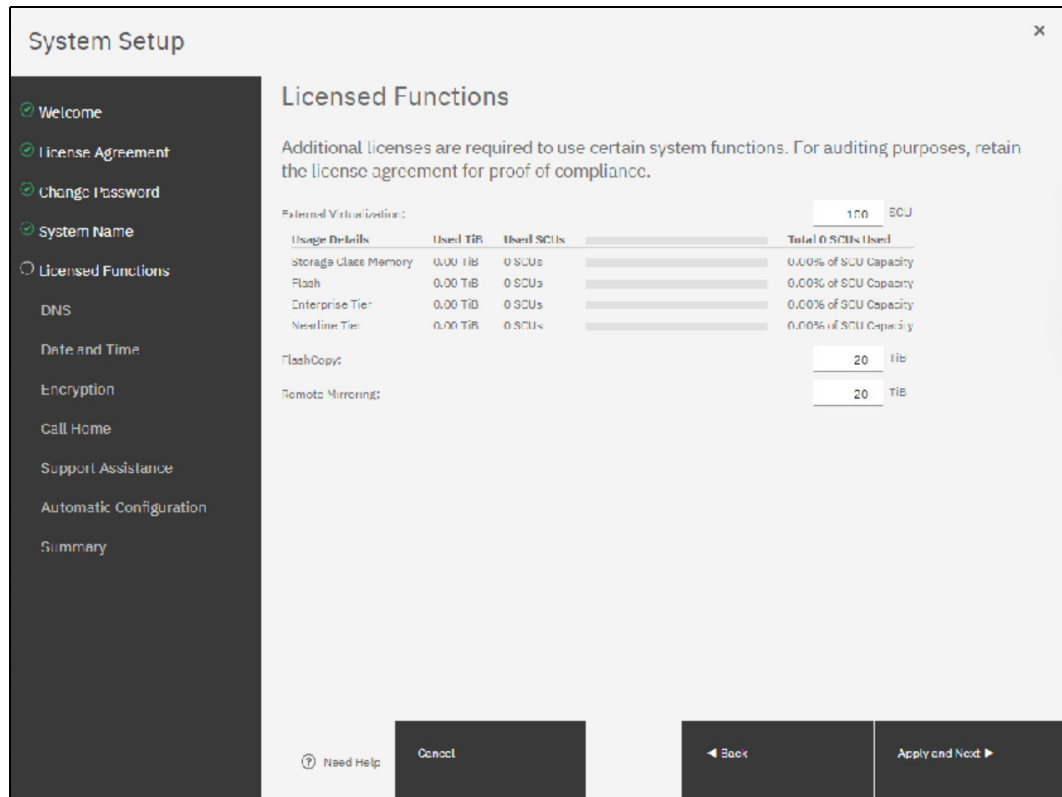 System Setup
×
Welcome
License Agreement
Change Password
System Name
Licensed Functions
DNS
Date and Time
Encryption
Call Home
Support Assistance
Automatic Configuration
Summary
Licensed Functions
Additional licenses are required to use certain system functions. For auditing purposes, retain
the license agreement for proof of compliance.
External Virtualization: 100 SCU
Usage Details Used TiB Used SCUs Total 0 SCUs Used
Storage Class Memory 0.00 TiB 0 SCUs 0.00% of SCU Capacity
Flash 0.00 TiB 0 SCUs 0.00% of SCU Capacity
Enterprise Tier 0.00 TiB 0 SCUs 0.00% of SCU Capacity
Nearline Tier 0.00 TiB 0 SCUs 0.00% of SCU Capacity
FlashCopy: 20 TiB
Remote Mirroring: 20 TiB
? Need Help
Cancel
◀ Back
Apply and Next ▶